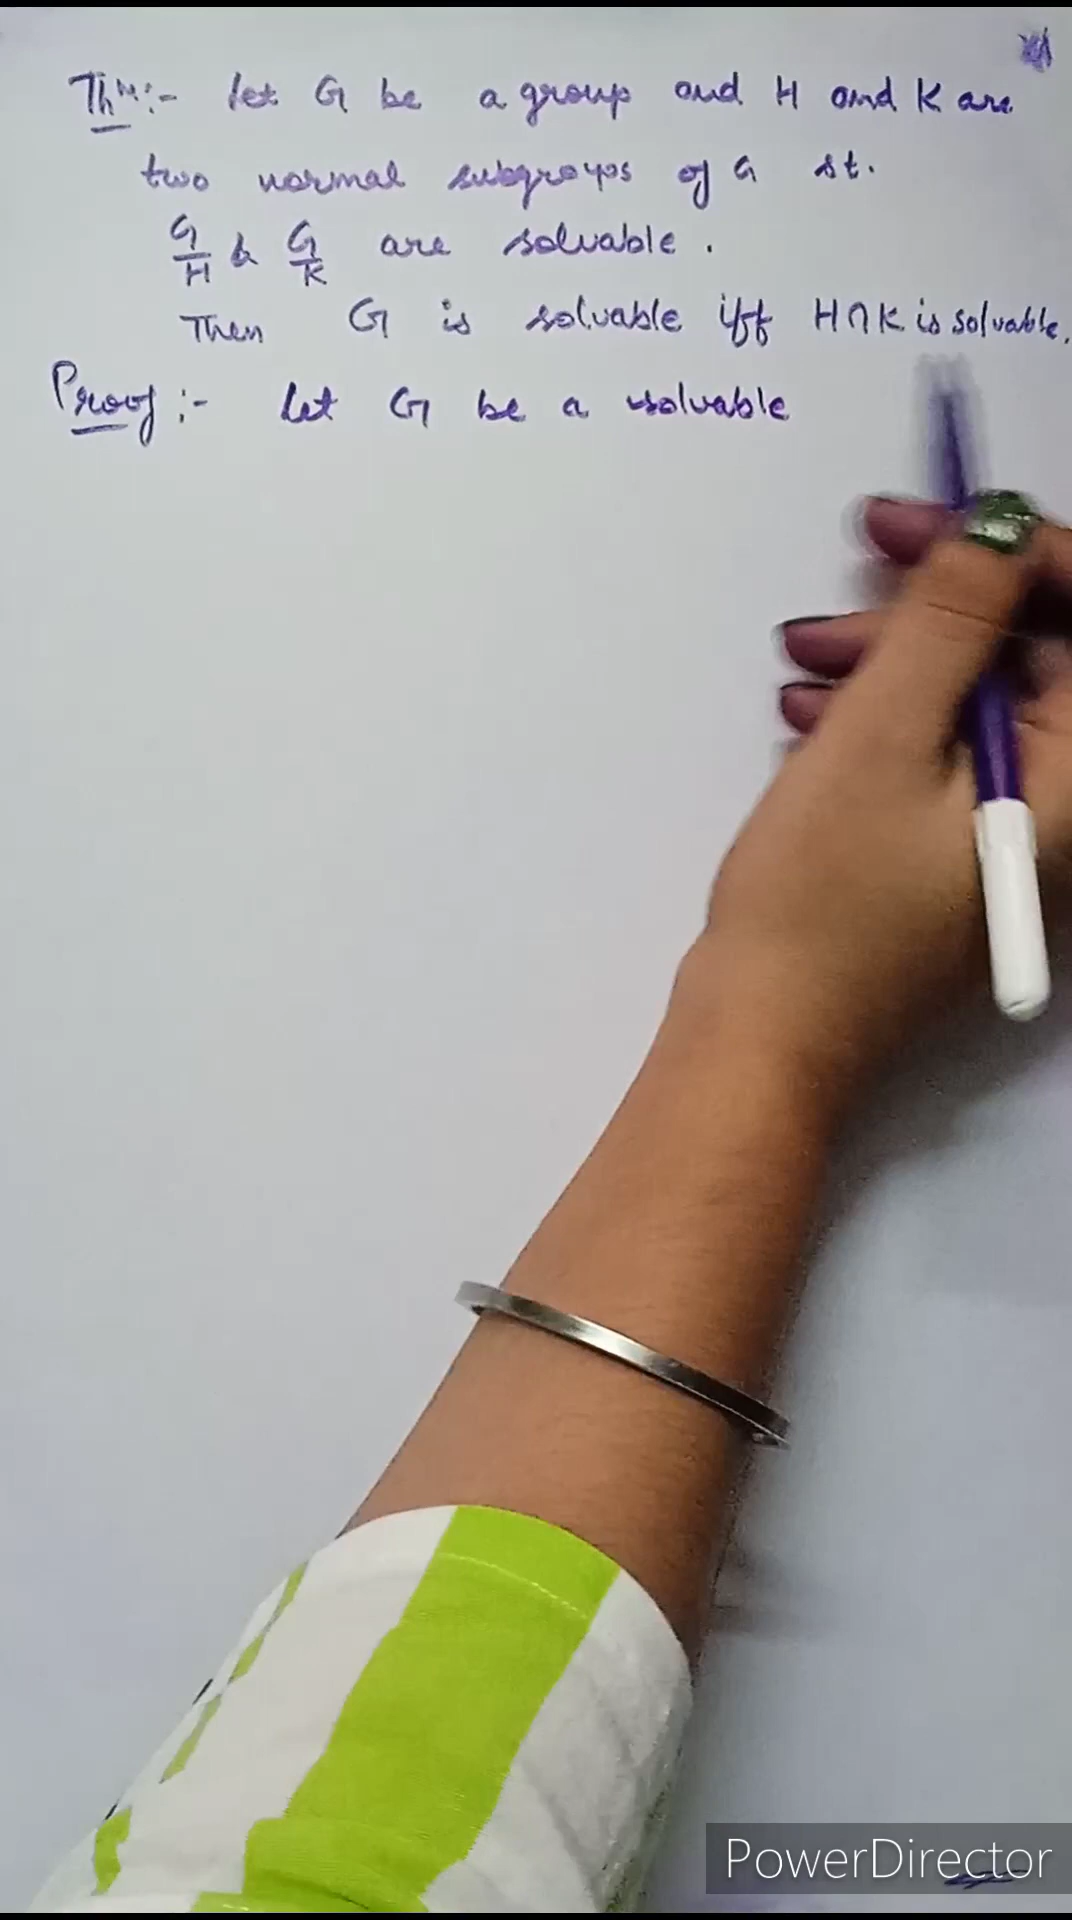 Thm:- let G be a group and H and K are
two normal subgroups of G st.
G/H & G/K are solvable.
Then G is solvable iff H∩K is solvable.
Proof:- Let G be a solvable
PowerDirector